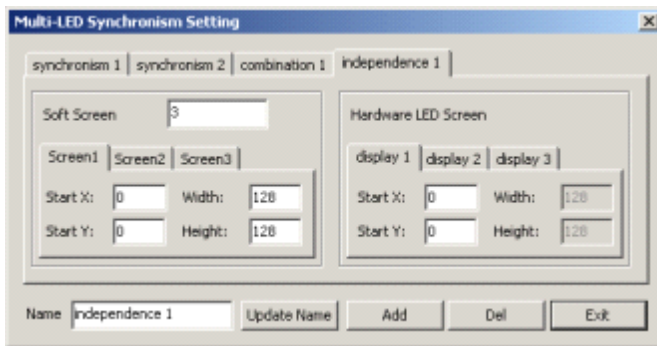 Multi-LED Synchronism Setting
synchronism 1 synchronism 2 combination 1 independence 1
Soft Screen 3
Screen1 Screen2 Screen3
Start X: 0 Width: 128
Start Y: 0 Height: 128
Hardware LED Screen
display 1 display 2 display 3
Start X: 0 Width: 128
Start Y: 0 Height: 128
Name independence 1 Update Name Add Del Exit